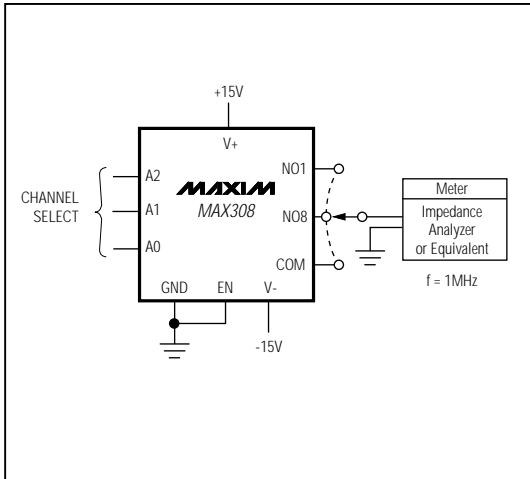 +15V
V+
A2
A1
A0
CHANNEL
SELECT
MAXIM
MAX308
NO1
NO8
COM
GND
EN
V-
-15V
Meter
Impedance
Analyzer
or Equivalent
f = 1MHz